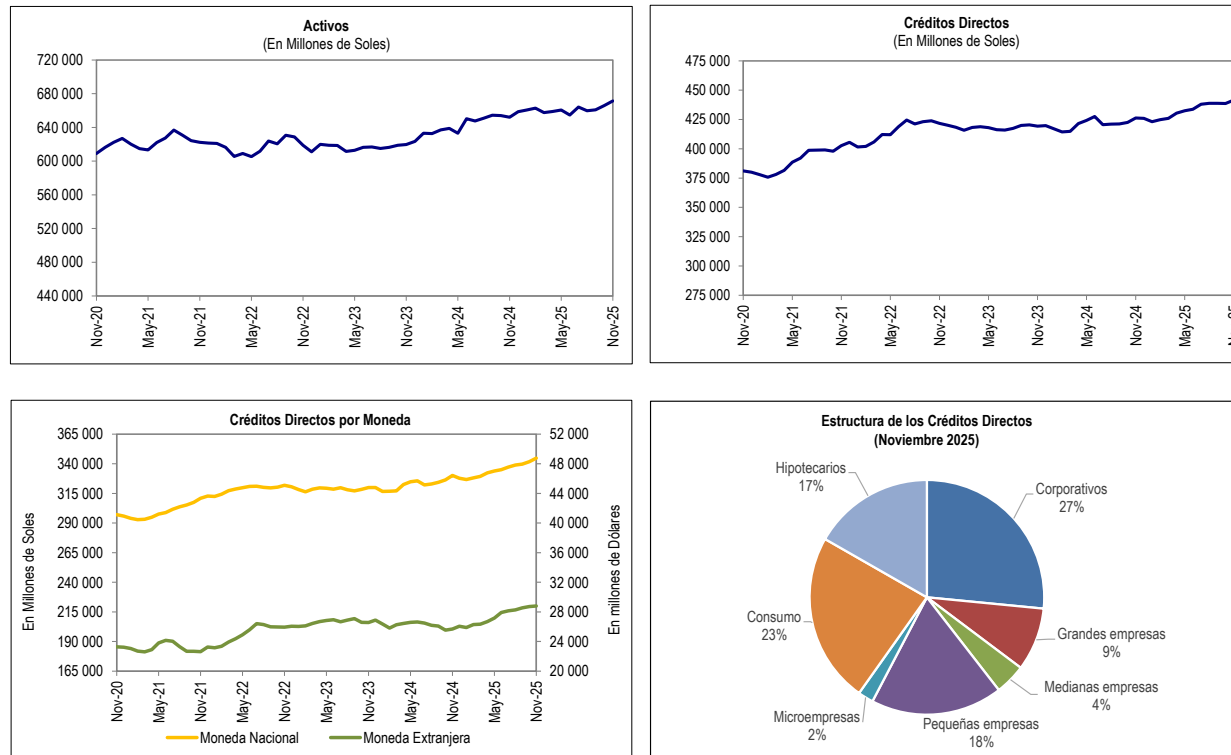 Activos
(En Millones de Soles)
720 000
680 000
640 000
600 000
560 000
520 000
480 000
440 000
Nov-20
May-21
Nov-21
May-22
Nov-22
May-23
Nov-23
May-24
Nov-24
May-25
Nov-25
Créditos Directos
(En Millones de Soles)
475 000
450 000
425 000
400 000
375 000
350 000
325 000
300 000
275 000
Nov-20
May-21
Nov-21
May-22
Nov-22
May-23
Nov-23
May-24
Nov-24
May-25
Créditos Directos por Moneda
En Millones de Soles
365 000
340 000
315 000
290 000
265 000
240 000
215 000
190 000
165 000
52 000
48 000
44 000
40 000
36 000
32 000
28 000
24 000
20 000
En millones de Dólares
Nov-20
May-21
Nov-21
May-22
Nov-22
May-23
Nov-23
May-24
Nov-24
May-25
Nov-25
Moneda Nacional
Moneda Extranjera
Estructura de los Créditos Directos
(Noviembre 2025)
Hipotecarios
17%
Corporativos
27%
Consumo
23%
Grandes empresas
9%
Medianas empresas
4%
Microempresas
2%
Pequeñas empresas
18%